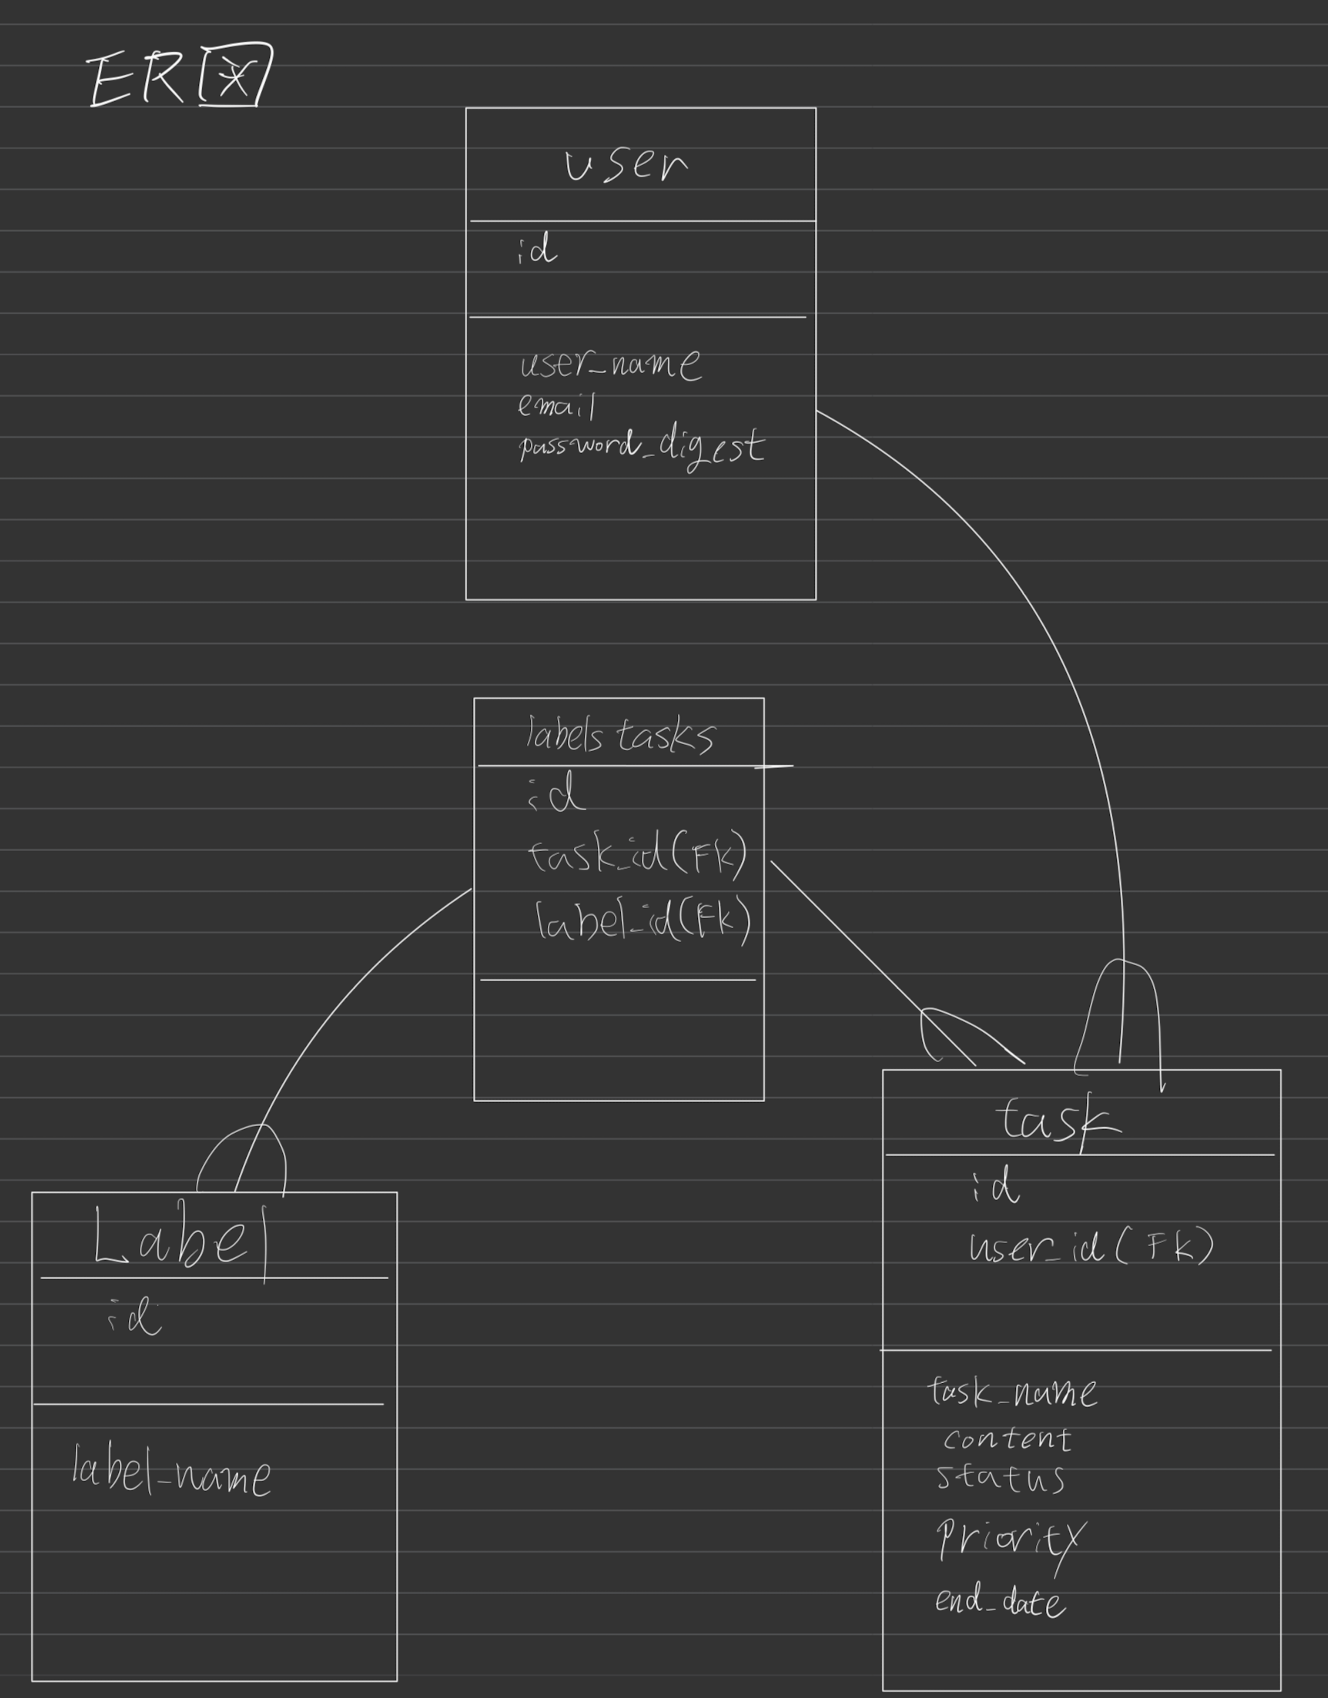 ER図
user
id
user_name
email
password_digest
labels tasks
id
task_id(FK)
label_id(FK)
task
id
user_id(FK)
task_name
content
status
priority
end_date
Label
id
label_name